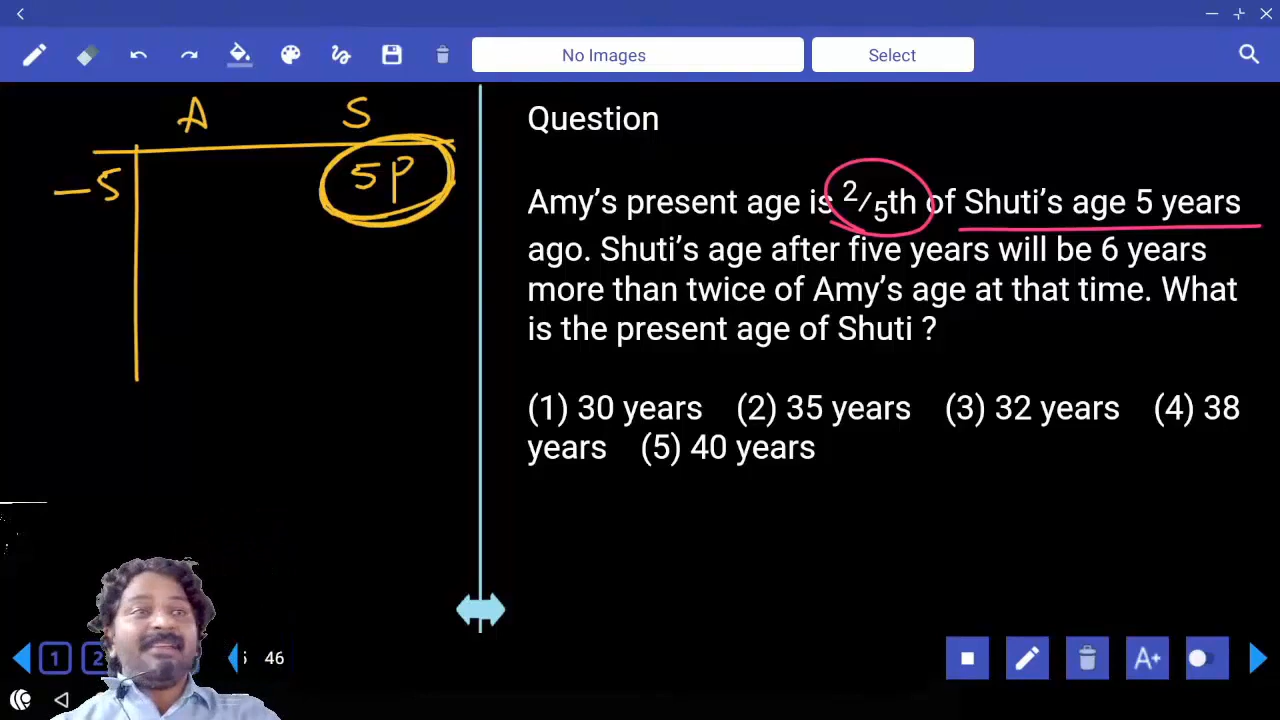 No Images
Select
A S
-5 5P
Question
Amy's present age is 2/5th of Shuti's age 5 years
ago. Shuti's age after five years will be 6 years
more than twice of Amy's age at that time. What
is the present age of Shuti ?
(1) 30 years (2) 35 years (3) 32 years (4) 38
years (5) 40 years
1 2 46
A+